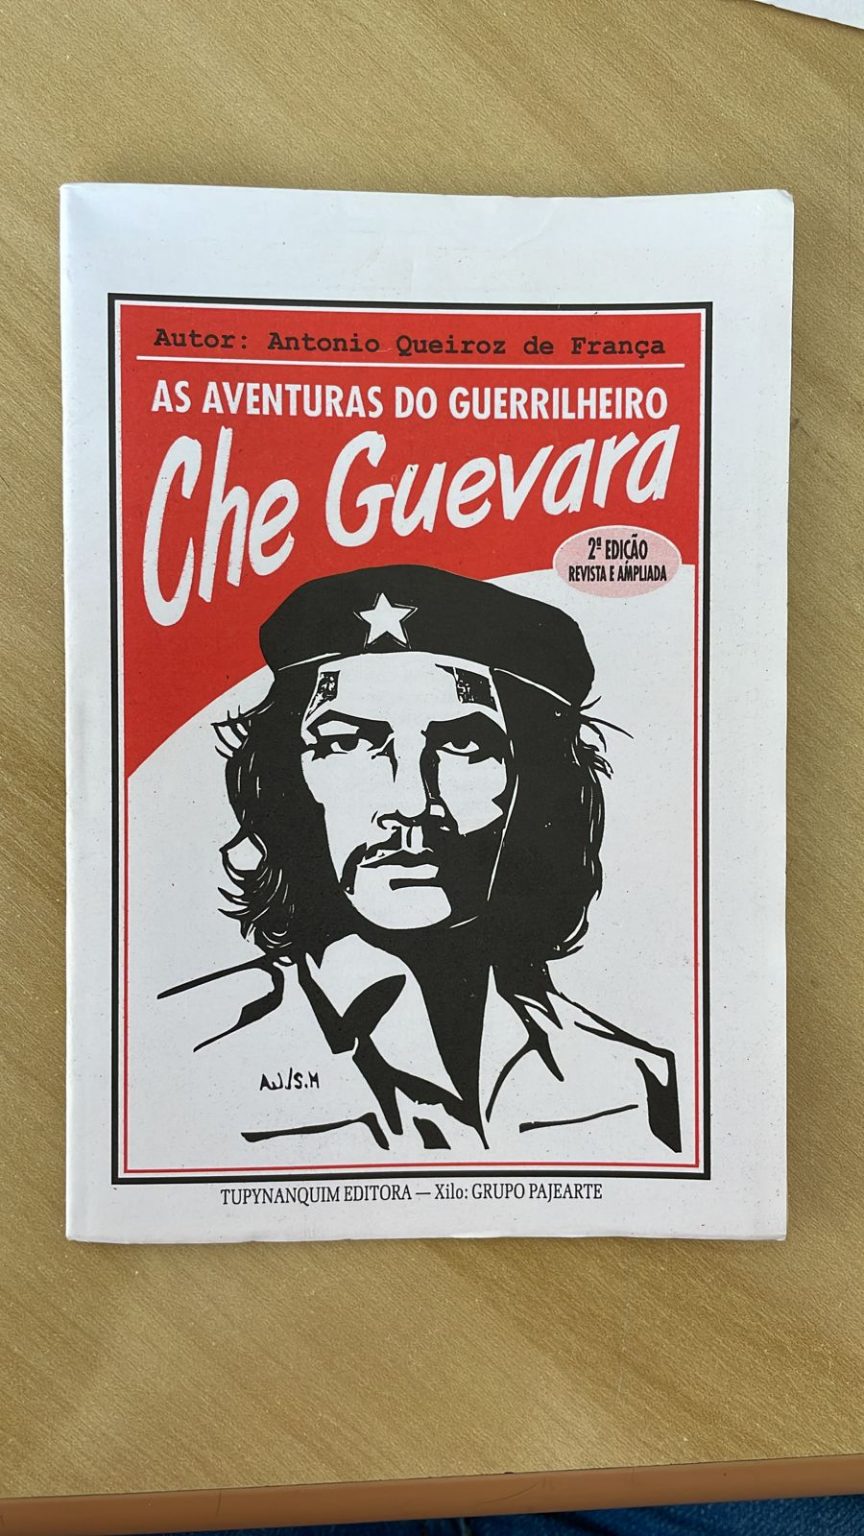 Autor: Antonio Queiroz de França
AS AVENTURAS DO GUERRILHEIRO
Che Guevara
2ª EDIÇÃO
REVISTA E AMPLIADA
A.J./S.M
TUPYNANQUIM EDITORA — Xilo: GRUPO PAJEARTE